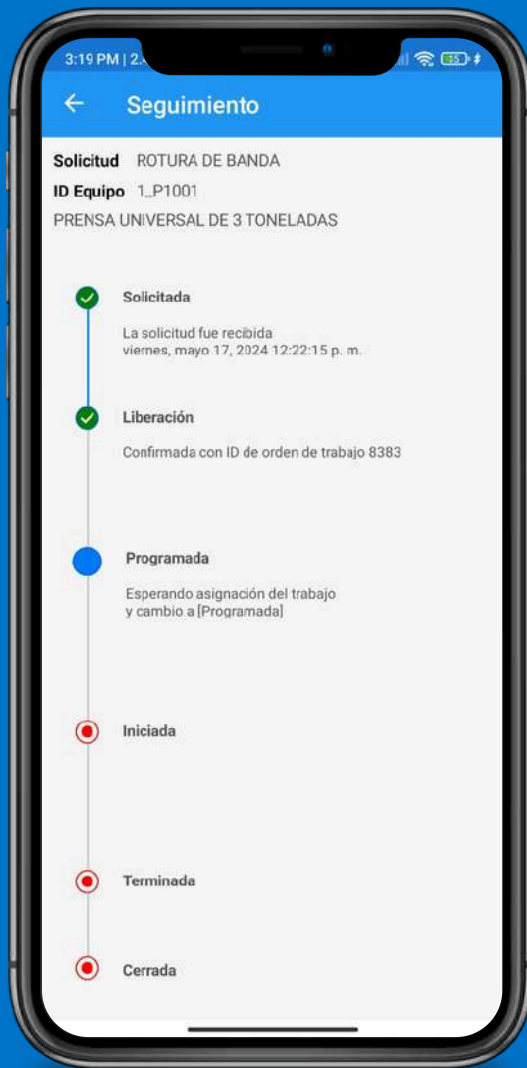 3:19 PM | 2.
Seguimiento
Solicitud ROTURA DE BANDA
ID Equipo 1_P1001
PRENSA UNIVERSAL DE 3 TONELADAS
Solicitada
La solicitud fue recibida
viernes, mayo 17, 2024 12:22:15 p. m.
Liberación
Confirmada con ID de orden de trabajo 8383
Programada
Esperando asignación del trabajo
y cambio a [Programada]
Iniciada
Terminada
Cerrada